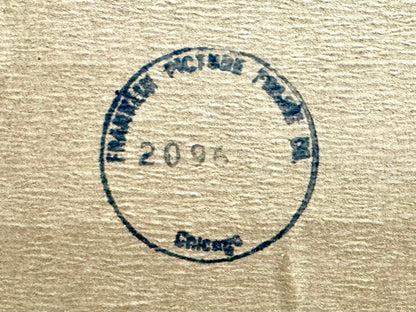 FRANKLIN PICTURE FRAME CO.
2096
Chicago